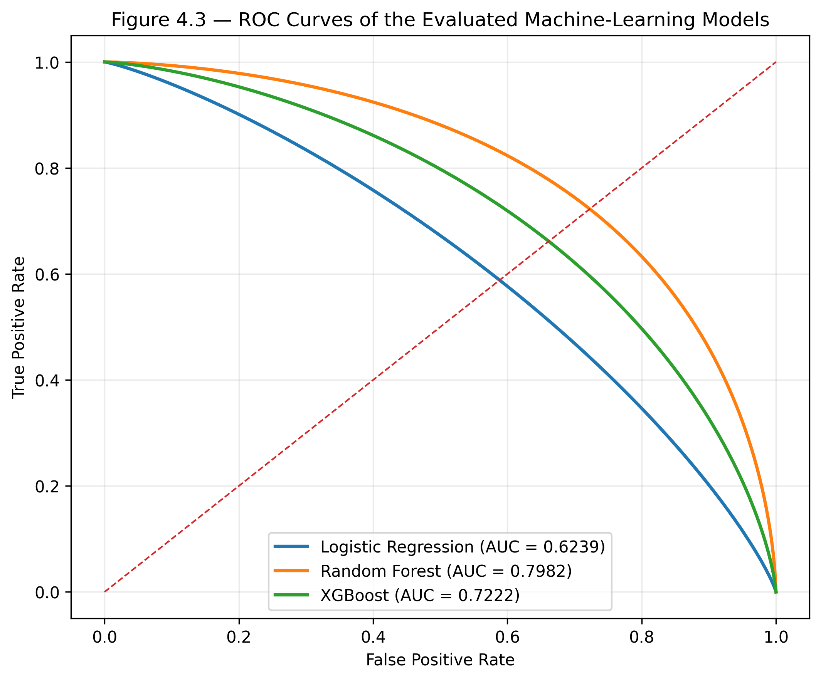 Figure 4.3 — ROC Curves of the Evaluated Machine-Learning Models
True Positive Rate
1.0
0.8
0.6
0.4
0.2
0.0
Logistic Regression (AUC = 0.6239)
Random Forest (AUC = 0.7982)
XGBoost (AUC = 0.7222)
0.0 0.2 0.4 0.6 0.8 1.0
False Positive Rate